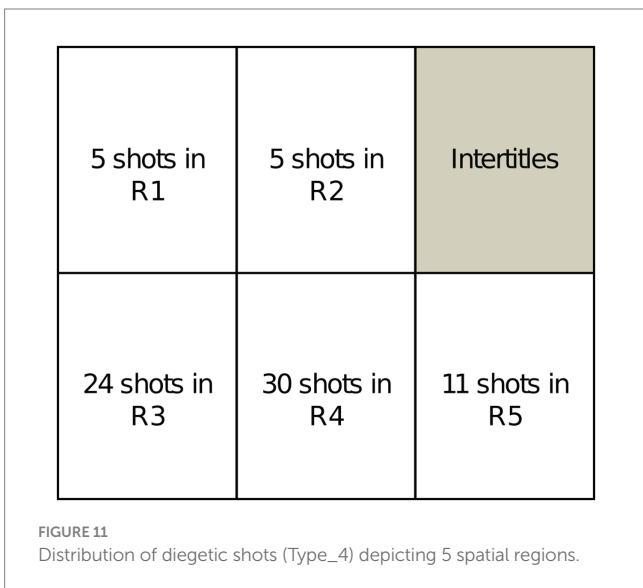 5 shots in
R1
5 shots in
R2
Intertitles
24 shots in
R3
30 shots in
R4
11 shots in
R5
FIGURE 11
Distribution of diegetic shots (Type_4) depicting 5 spatial regions.